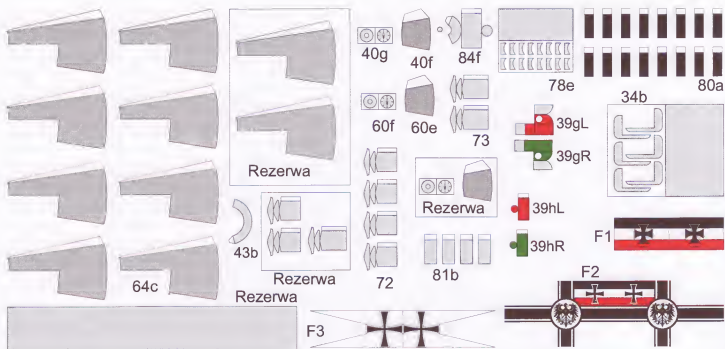 40g
40f
84f
78e
80a
60f
60e
73
34b
39gL
39gR
Rezerwa
Rezerwa
39hL
39hR
43b
F1
64c
Rezerwa
72
81b
F2
Rezerwa
F3